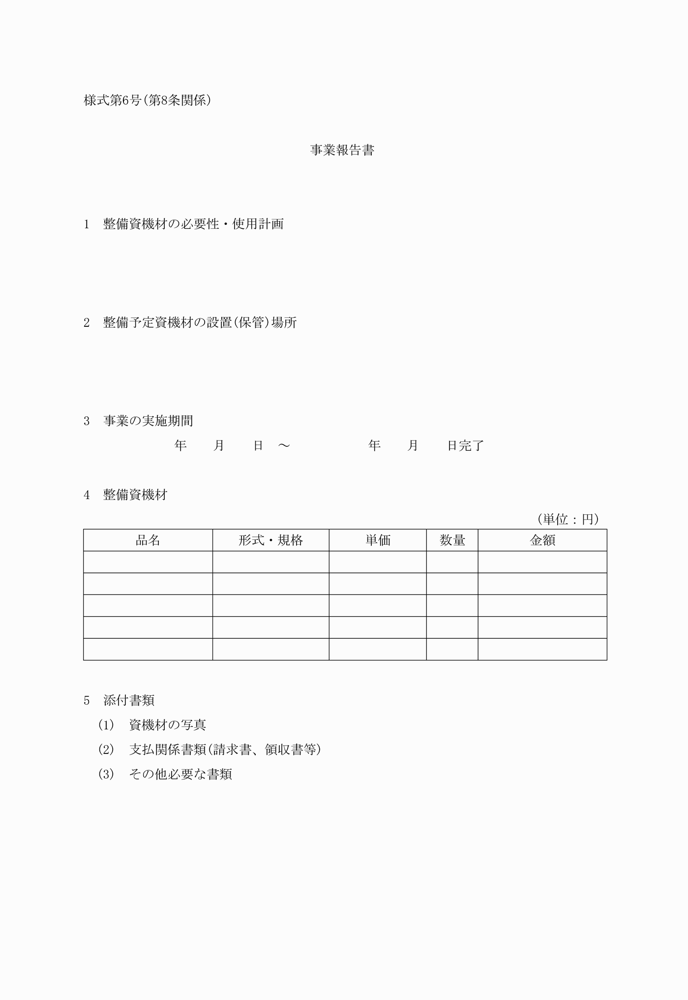 様式第6号(第8条関係)
事業報告書
1　整備資機材の必要性・使用計画
2　整備予定資機材の設置(保管)場所
3　事業の実施期間
年　　月　　日　～　　　　　　年　　月　　日完了
4　整備資機材
(単位：円)
品名　形式・規格　単価　数量　金額
5　添付書類
(1)　資機材の写真
(2)　支払関係書類(請求書、領収書等)
(3)　その他必要な書類